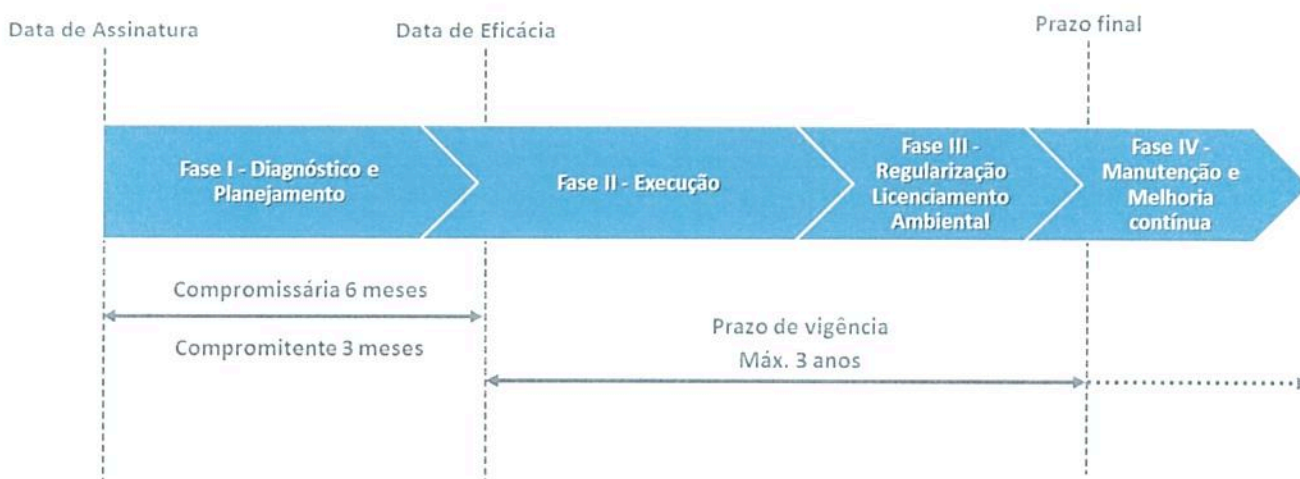 Data de Assinatura
Data de Eficácia
Prazo final
Fase I - Diagnóstico e
Planejamento
Fase II - Execução
Fase III -
Regularização
Licenciamento
Ambiental
Fase IV -
Manutenção e
Melhoria
contínua
Compromissária 6 meses
Compromitente 3 meses
Prazo de vigência
Máx. 3 anos